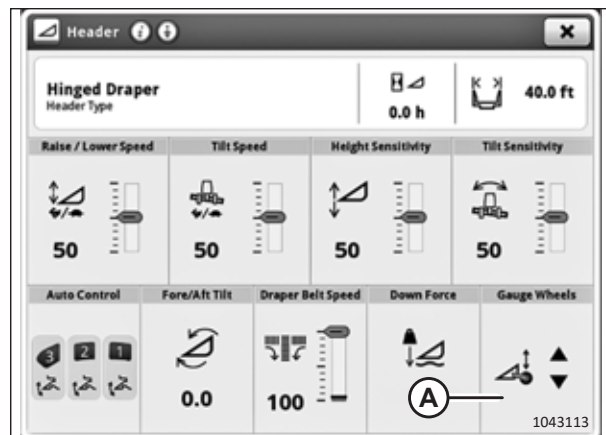 Header
Hinged Draper
Header Type
0.0 h
40.0 ft
Raise / Lower Speed
Tilt Speed
Height Sensitivity
Tilt Sensitivity
50
50
50
50
Auto Control
Fore/Aft Tilt
Draper Belt Speed
Down Force
Gauge Wheels
3 2 1
0.0
100
A
1043113